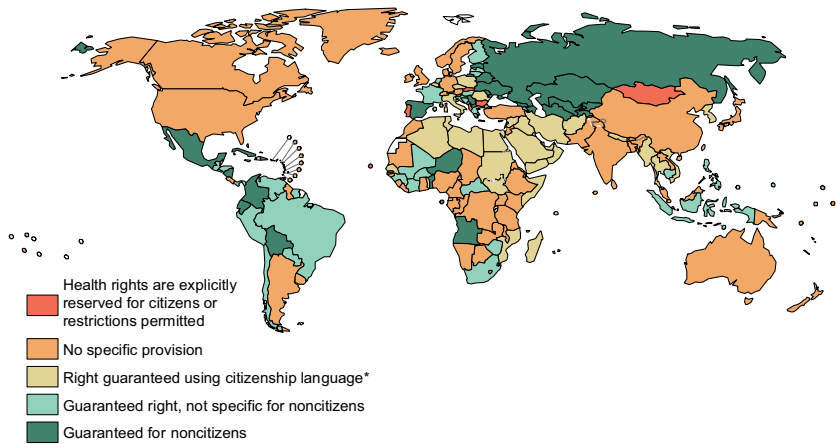 Health rights are explicitly
reserved for citizens or
restrictions permitted
No specific provision
Right guaranteed using citizenship language*
Guaranteed right, not specific for noncitizens
Guaranteed for noncitizens